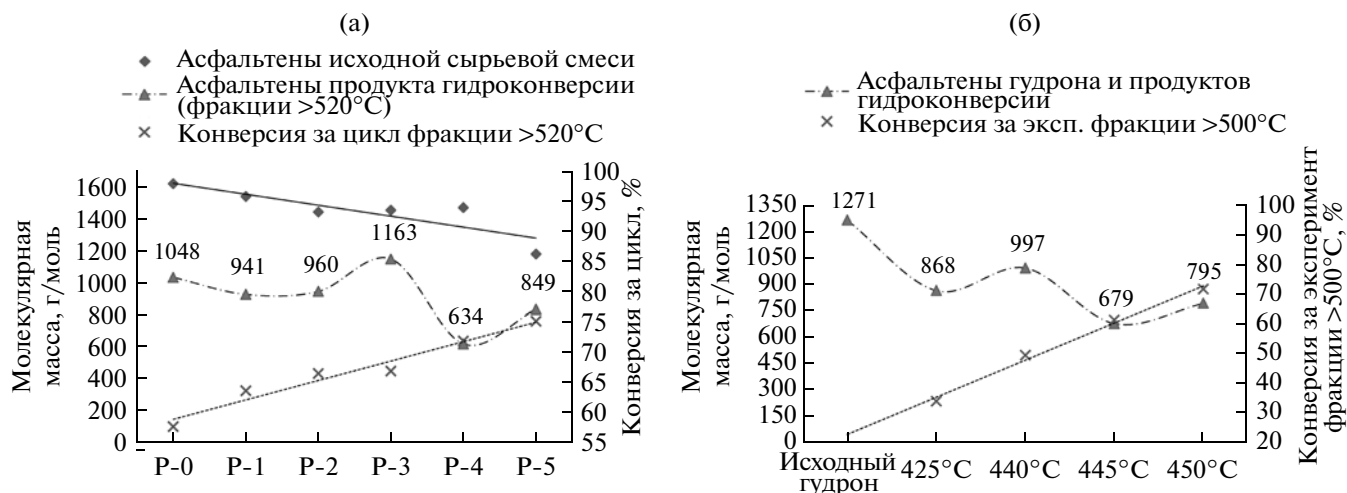 (а)
Асфальтены исходной сырьевой смеси
Асфальтены продукта гидроконверсии
(фракции >520°C)
Конверсия за цикл фракции >520°C
Молекулярная
масса, г/моль
1600
1400
1200
1000
800
600
400
200
0
1048
941
960
1163
634
849
100
95
90
85
80
75
70
65
60
55
Конверсия за цикл, %
Р-0 Р-1 Р-2 Р-3 Р-4 Р-5
(б)
Асфальтены гудрона и продуктов
гидроконверсии
Конверсия за эксп. фракции >500°C
Молекулярная
масса, г/моль
1350
1200
1050
900
750
600
450
300
150
0
1271
868
997
679
795
100
90
80
70
60
50
40
30
20
Конверсия за эксперимент
фракции >500°C, %
Исходный
гудрон
425°C 440°C 445°C 450°C